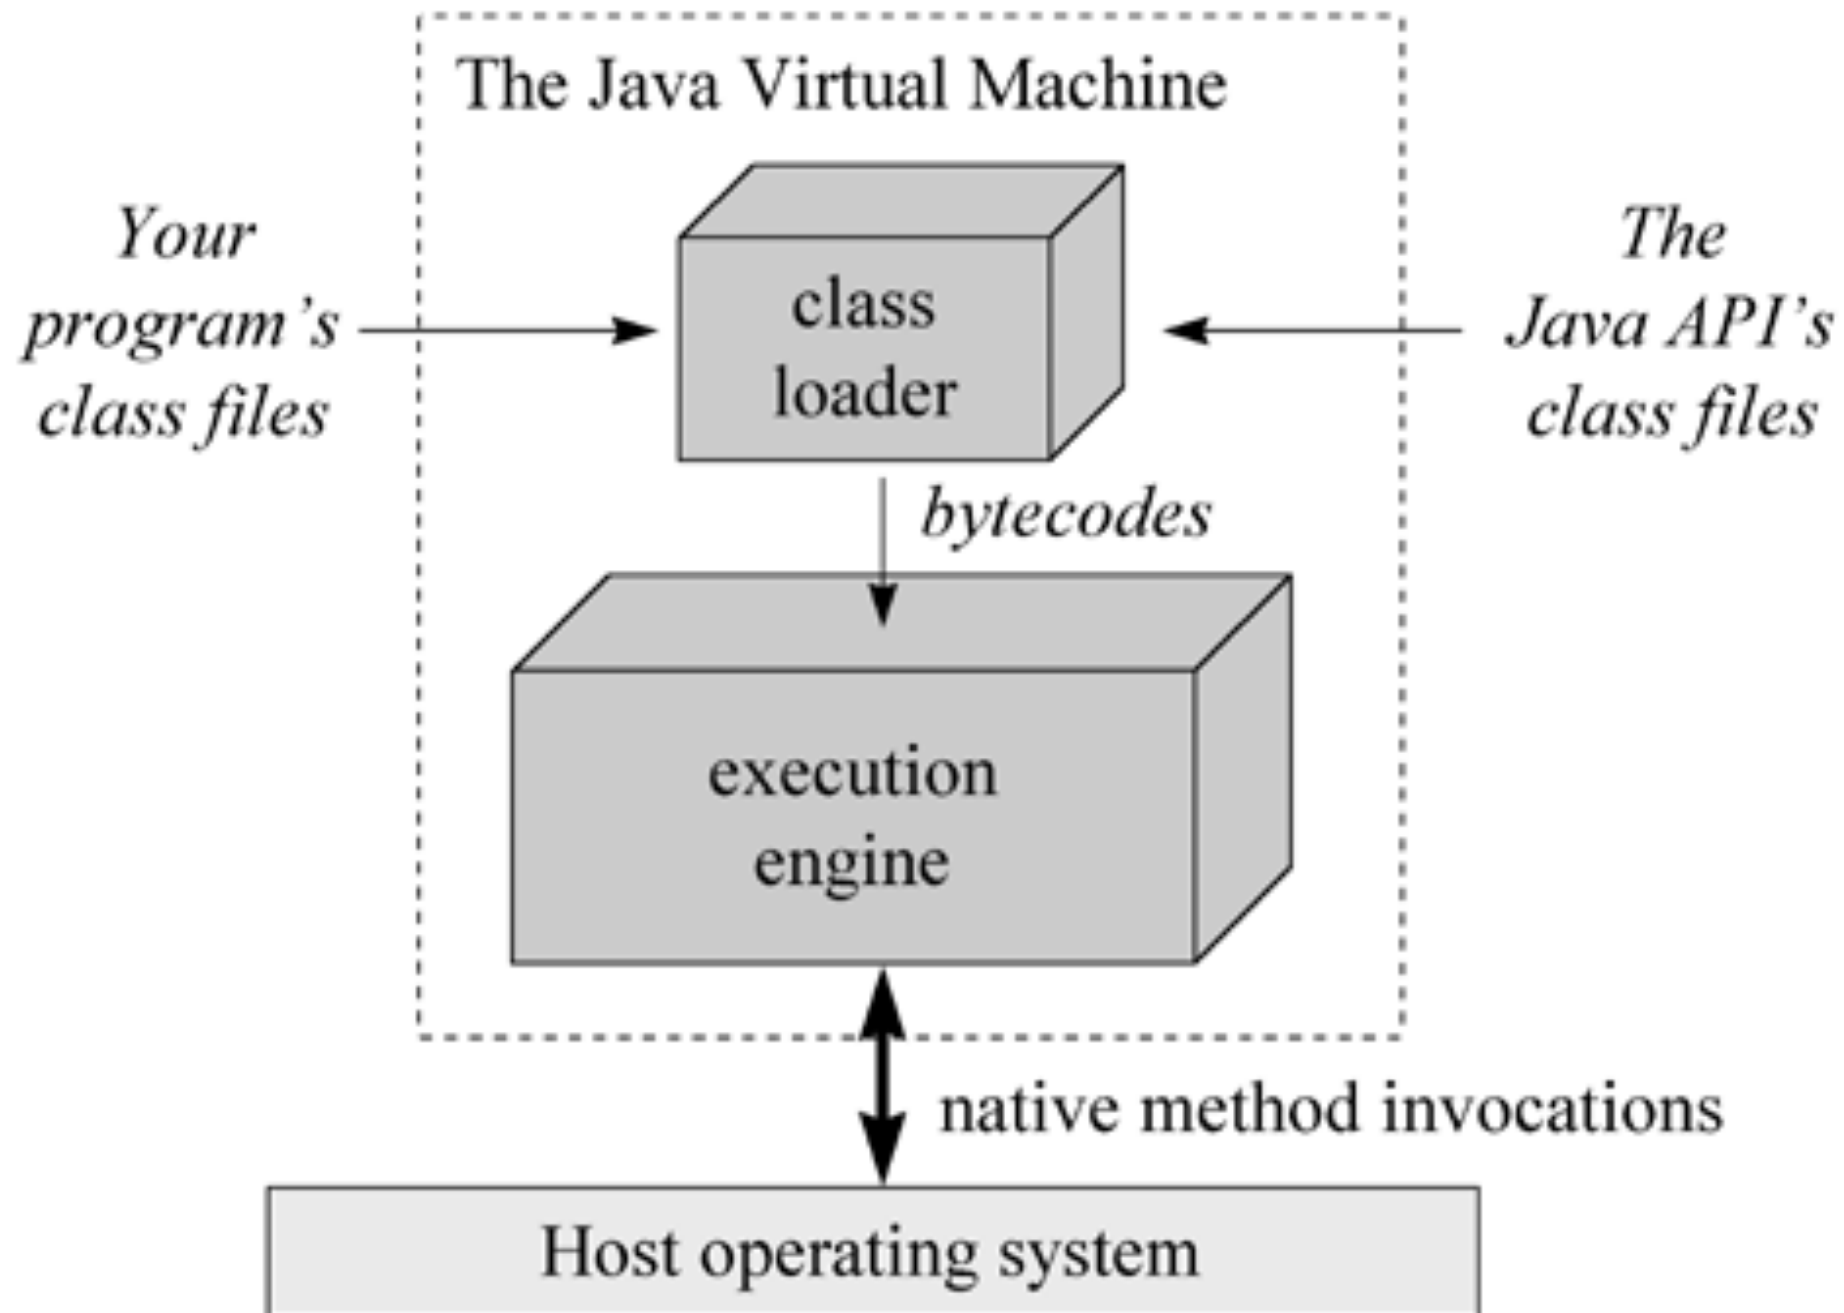 The Java Virtual Machine
Your
program’s
class files
class
loader
The
Java API’s
class files
bytecodes
execution
engine
native method invocations
Host operating system